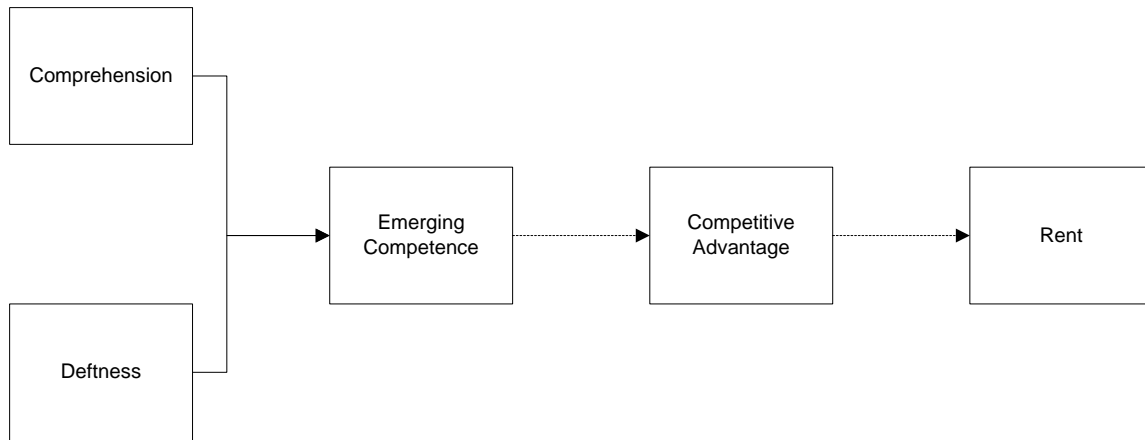 Comprehension
Deftness
Emerging
Competence
Competitive
Advantage
Rent